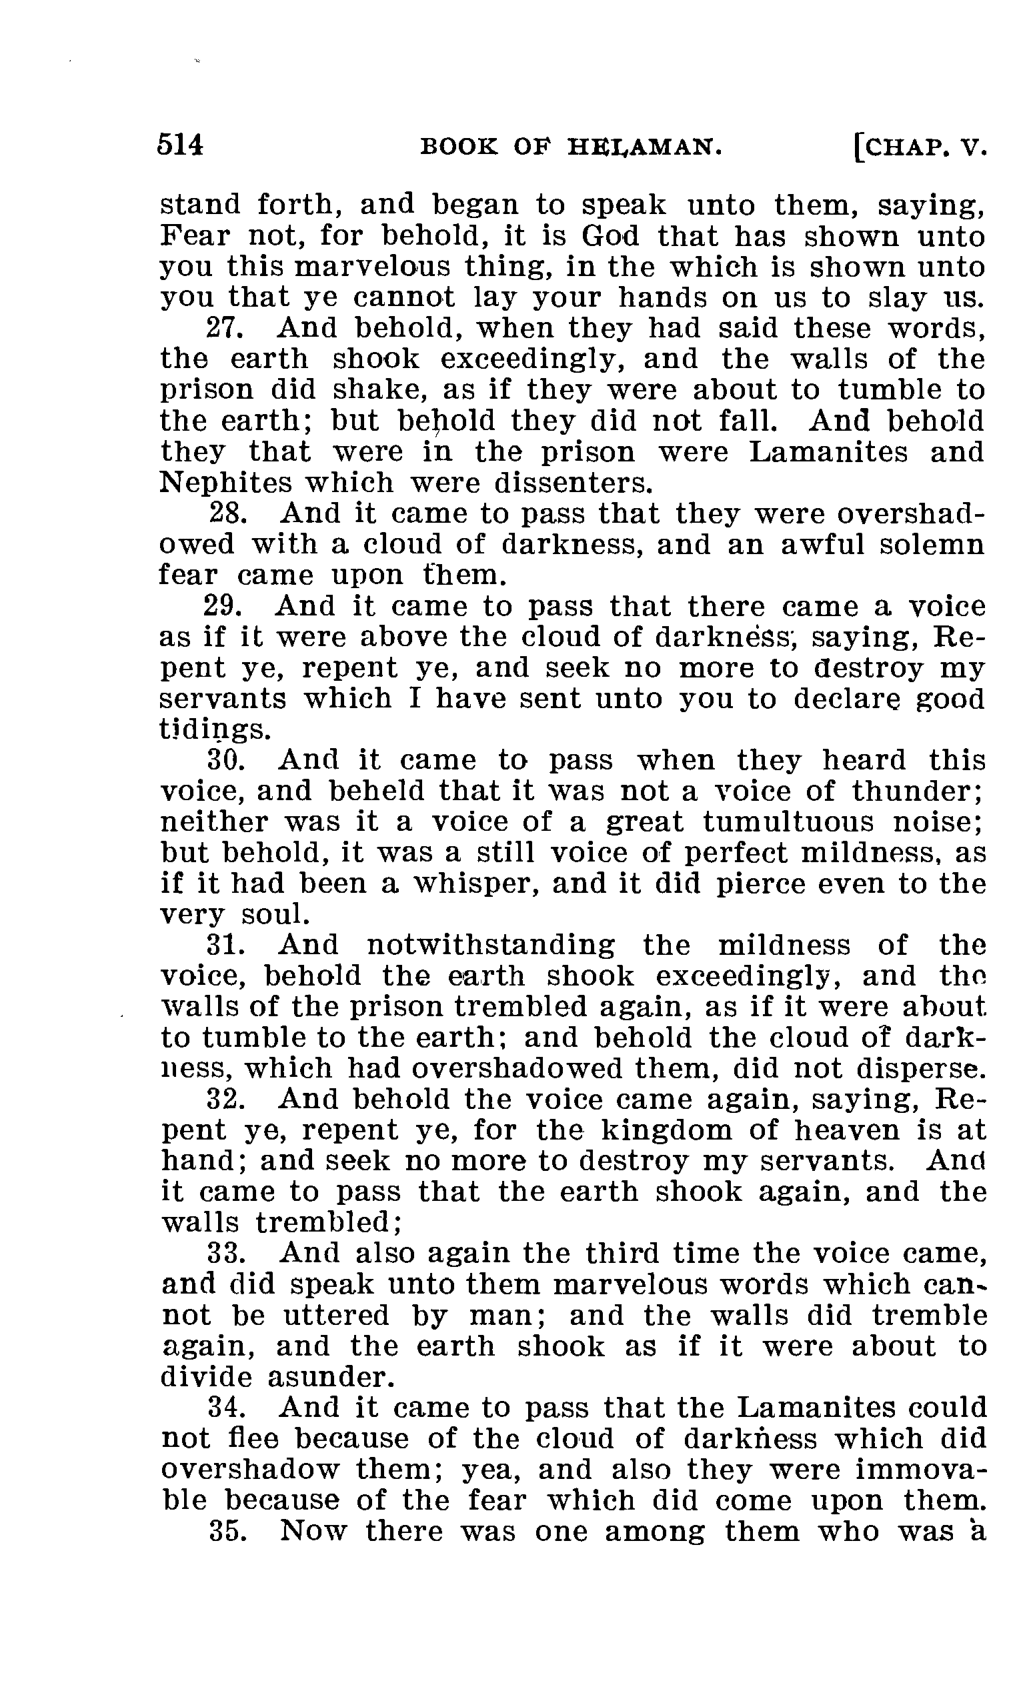 514 BOOK OF HELAMAN. [CHAP. V.
stand forth, and began to speak unto them, saying,
Fear not, for behold, it is God that has shown unto
you this marvelous thing, in the which is shown unto
you that ye cannot lay your hands on us to slay us.
27. And behold, when they had said these words,
the earth shook exceedingly, and the walls of the
prison did shake, as if they were about to tumble to
the earth; but behold they did not fall. And behold
they that were in the prison were Lamanites and
Nephites which were dissenters.
28. And it came to pass that they were overshad-
owed with a cloud of darkness, and an awful solemn
fear came upon them.
29. And it came to pass that there came a voice
as if it were above the cloud of darkness, saying, Re-
pent ye, repent ye, and seek no more to destroy my
servants which I have sent unto you to declare good
tidings.
30. And it came to pass when they heard this
voice, and beheld that it was not a voice of thunder;
neither was it a voice of a great tumultuous noise;
but behold, it was a still voice of perfect mildness, as
if it had been a whisper, and it did pierce even to the
very soul.
31. And notwithstanding the mildness of the
voice, behold the earth shook exceedingly, and the
walls of the prison trembled again, as if it were about
to tumble to the earth; and behold the cloud of dark-
ness, which had overshadowed them, did not disperse.
32. And behold the voice came again, saying, Re-
pent ye, repent ye, for the kingdom of heaven is at
hand; and seek no more to destroy my servants. And
it came to pass that the earth shook again, and the
walls trembled;
33. And also again the third time the voice came,
and did speak unto them marvelous words which can-
not be uttered by man; and the walls did tremble
again, and the earth shook as if it were about to
divide asunder.
34. And it came to pass that the Lamanites could
not flee because of the cloud of darkness which did
overshadow them; yea, and also they were immova-
ble because of the fear which did come upon them.
35. Now there was one among them who was a